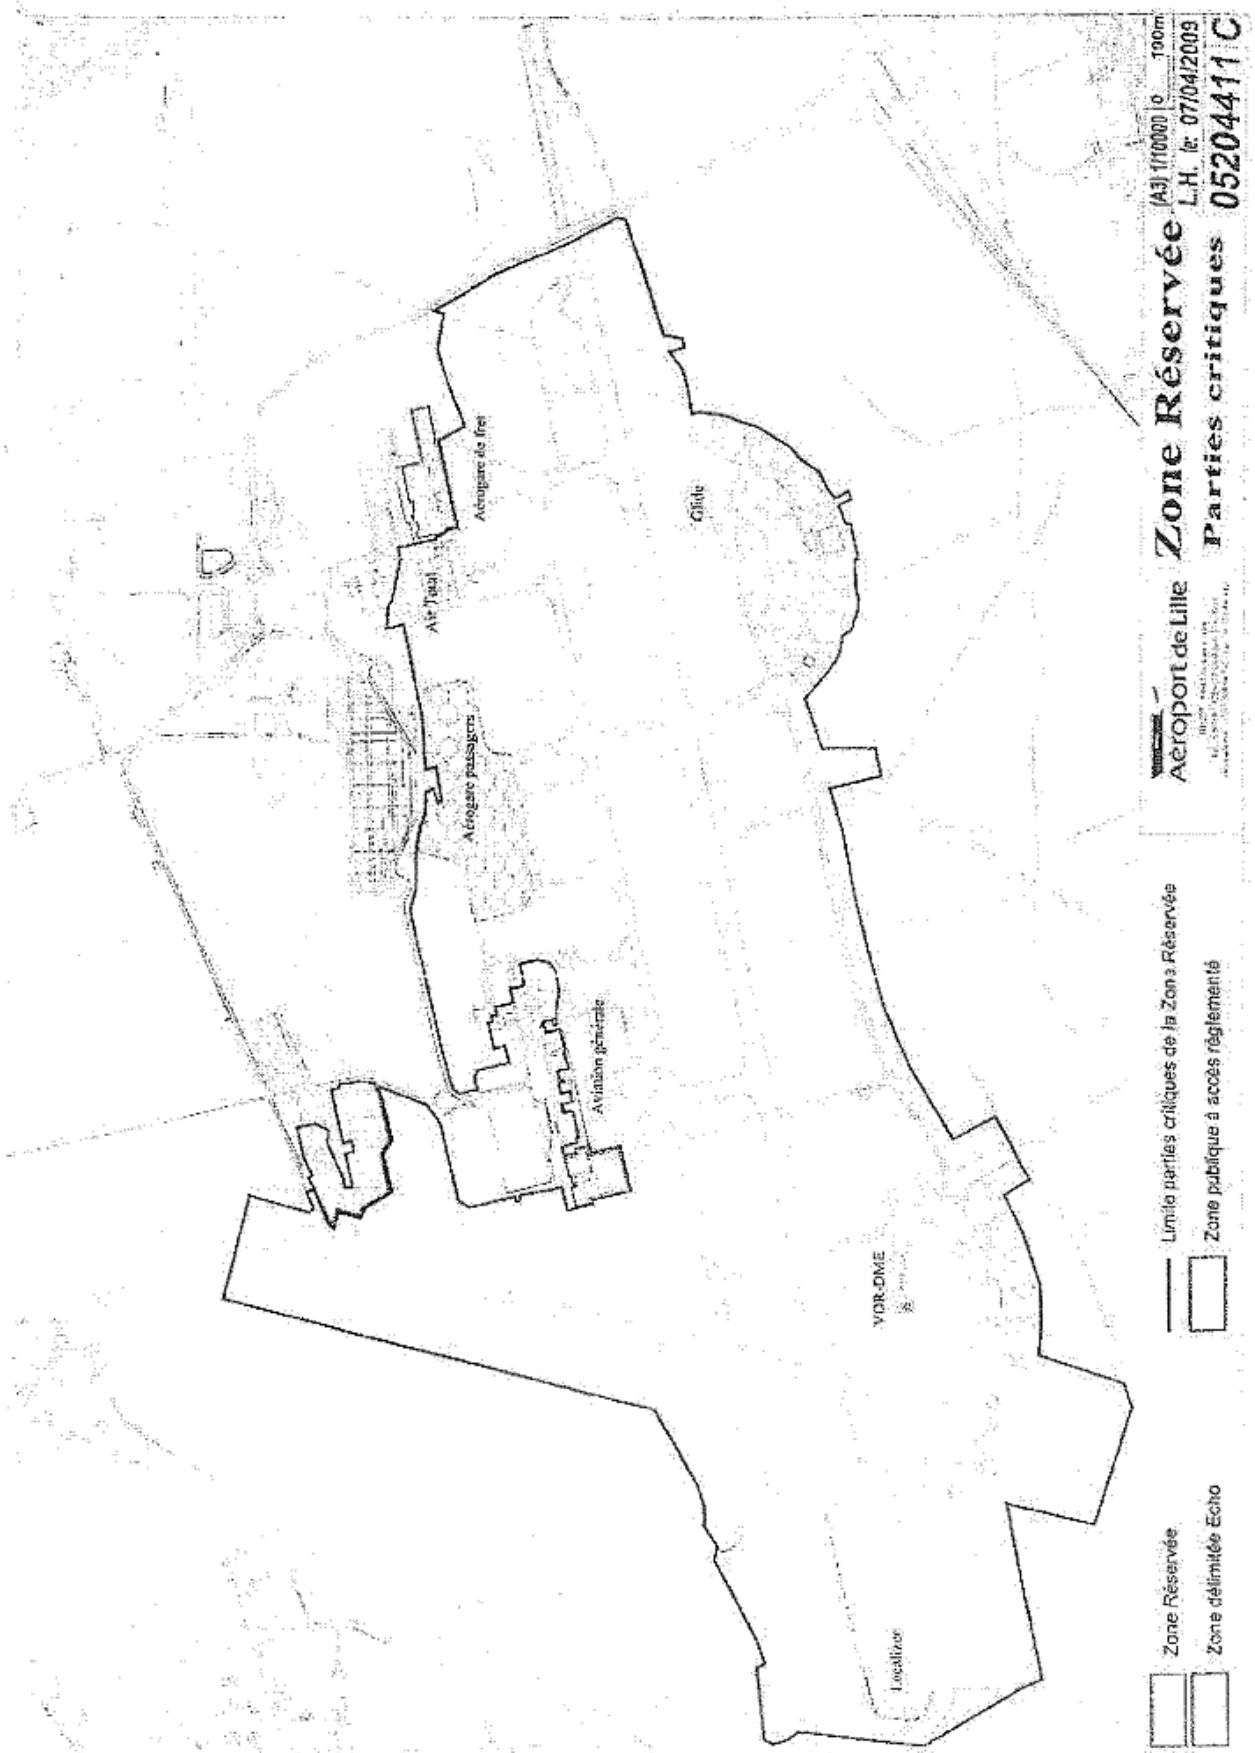 Aérogare de fret
Air Touri
Aérogare passagers
Aviation générale
Glide
VOR-DME
Localizer
Zone Réservée
Zone délimitée Echo
Limite parties critiques de la Zone Réservée
Zone publique à accès réglementé
Aéroport de Lille
Zone Réservée
Parties critiques
(A3) 1/10000 0 100m
L.H. le: 07/04/2009
05204411 C